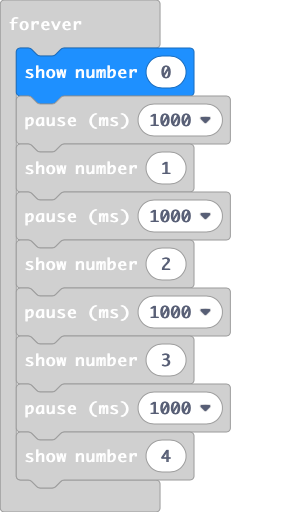 forever
show number 0
pause (ms) 1000
show number 1
pause (ms) 1000
show number 2
pause (ms) 1000
show number 3
pause (ms) 1000
show number 4